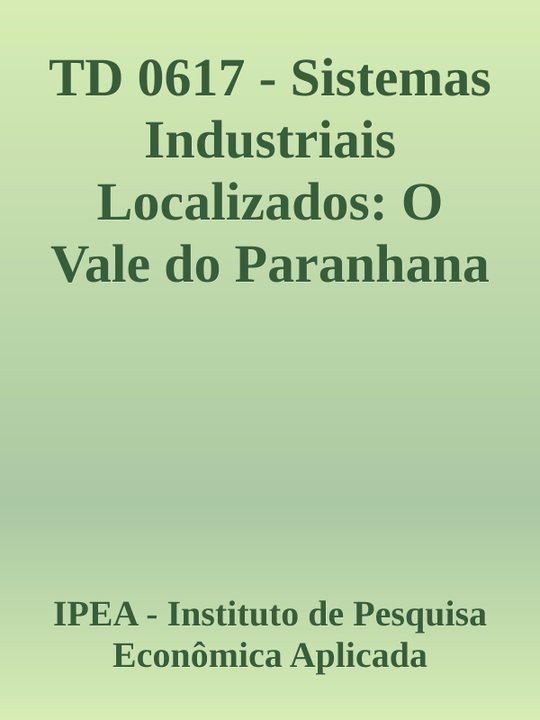 TD 0617 - Sistemas
Industriais
Localizados: O
Vale do Paranhana
IPEA - Instituto de Pesquisa
Econômica Aplicada